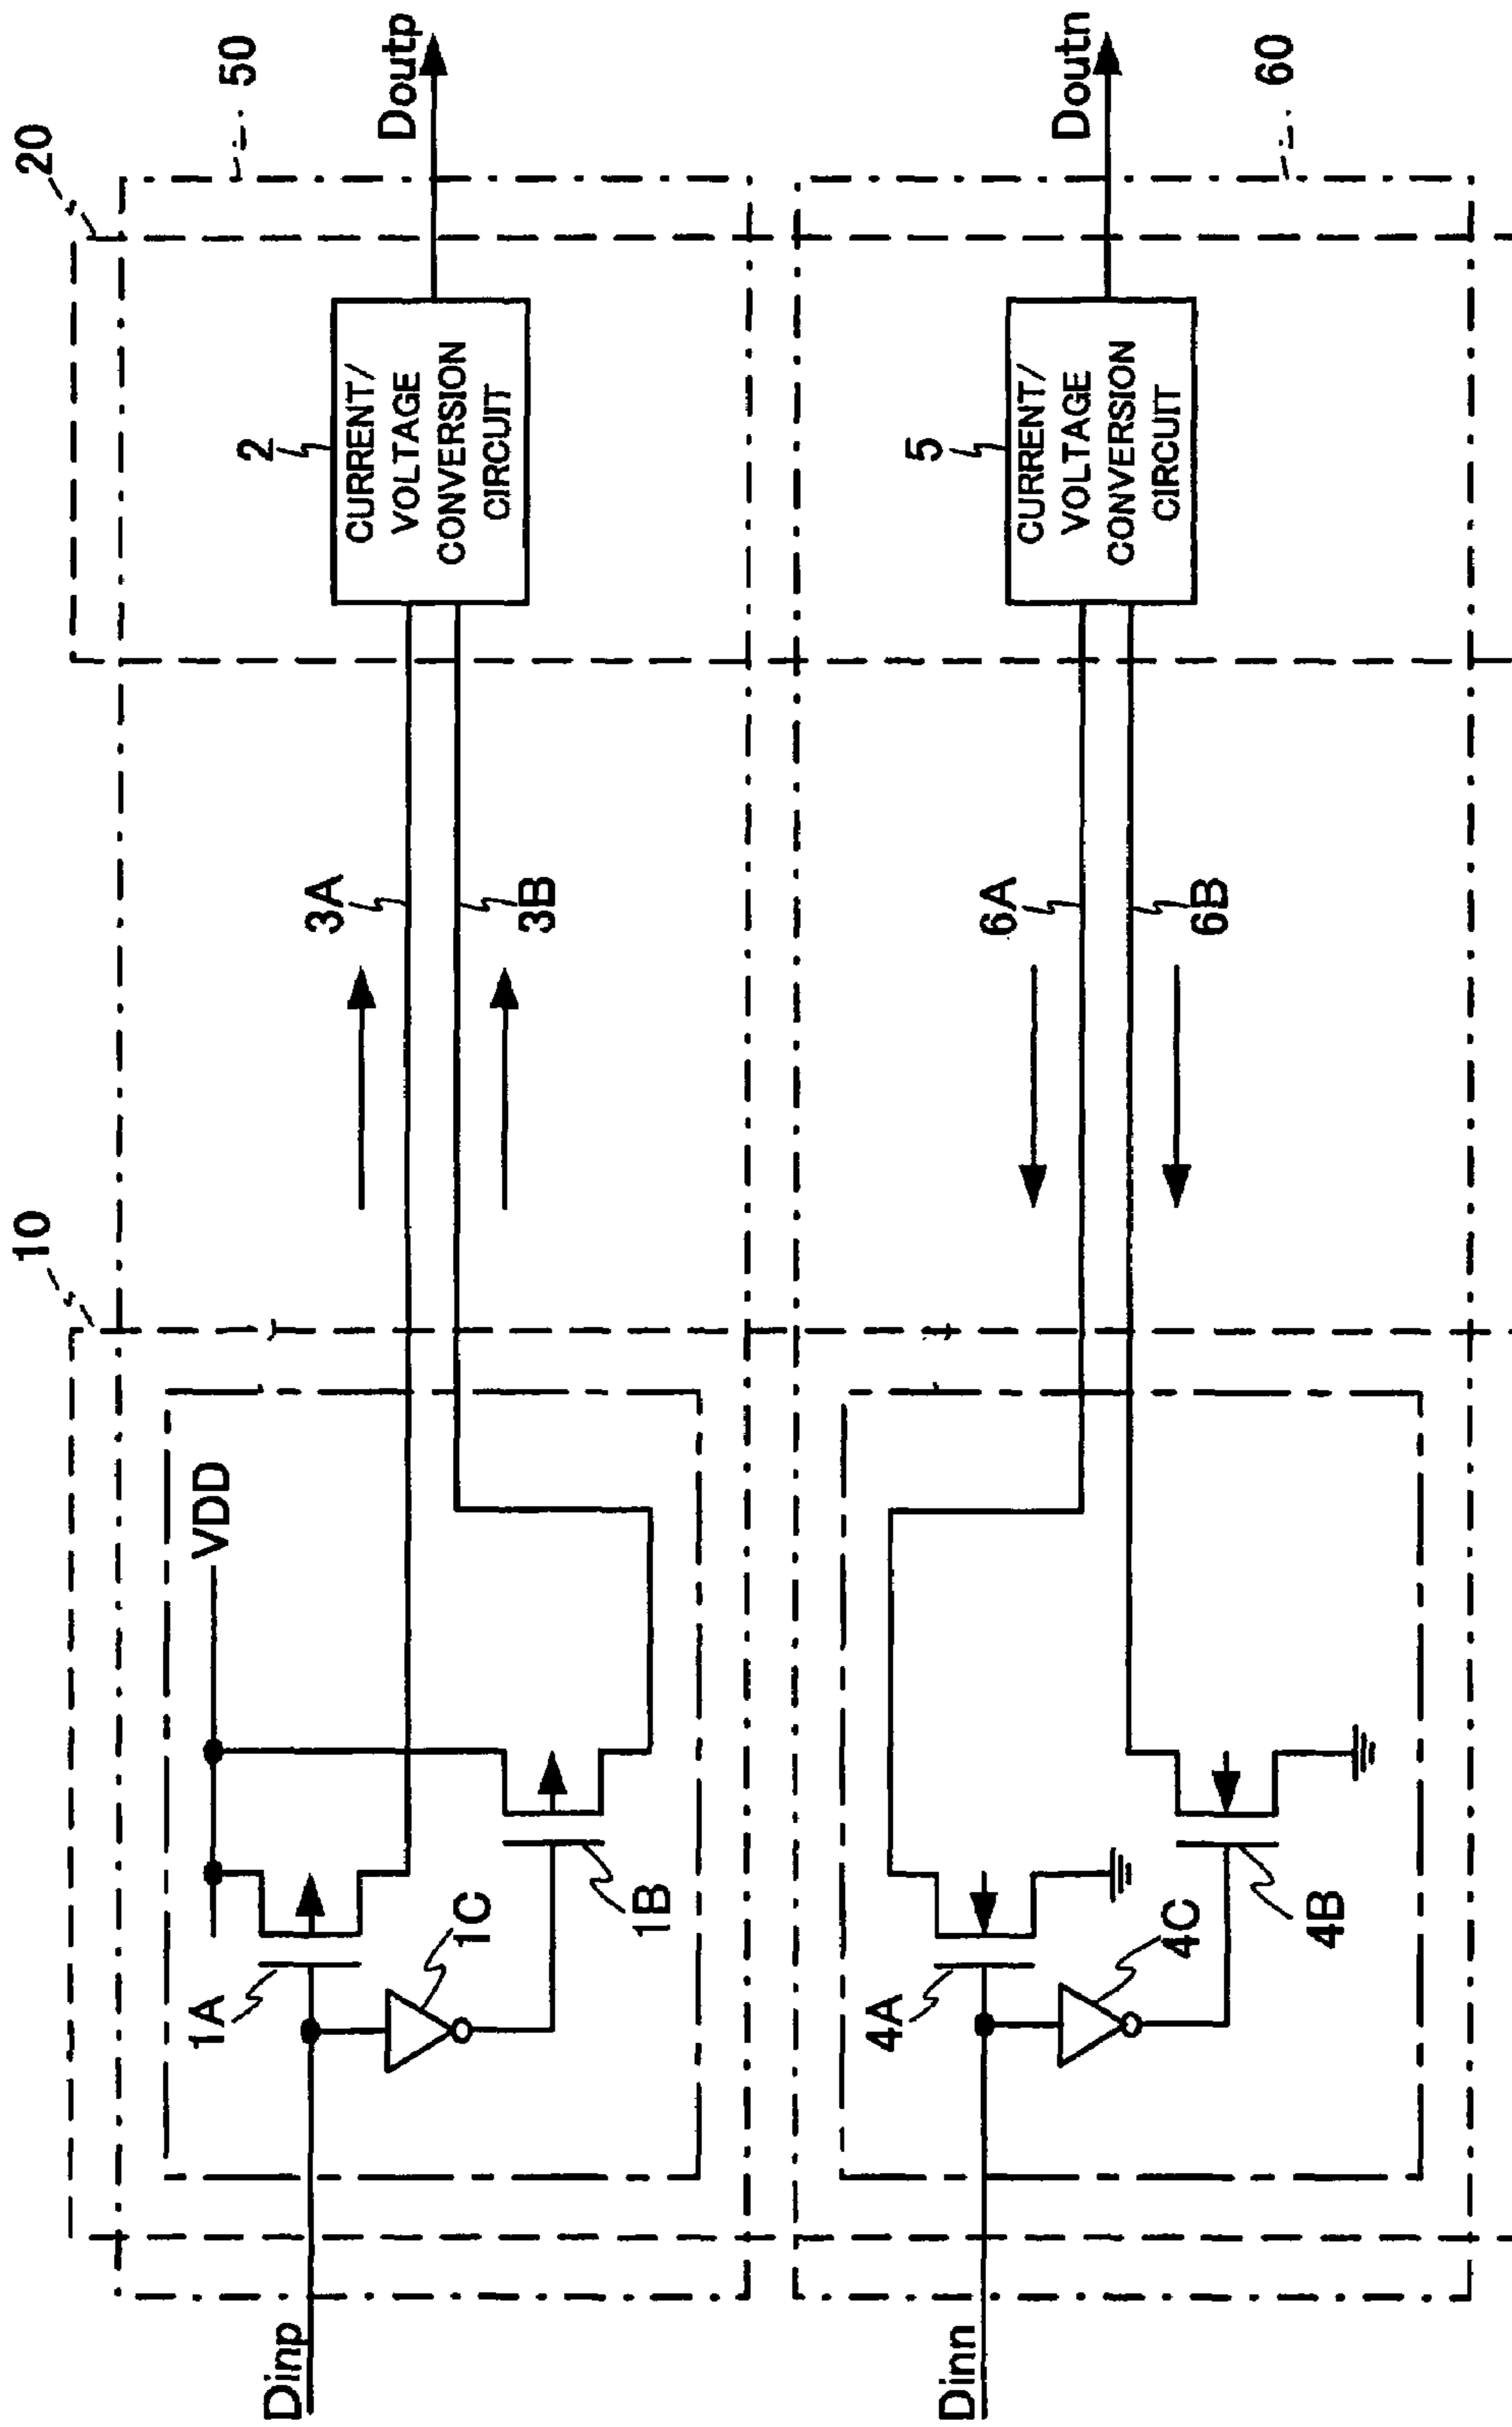 10
20
50
VDD
1A
1C
1B
3A
3B
2
CURRENT/
VOLTAGE
CONVERSION
CIRCUIT
Dinp
Doutp
4A
4C
4B
6A
6B
5
CURRENT/
VOLTAGE
CONVERSION
CIRCUIT
Dinn
Doutn
60